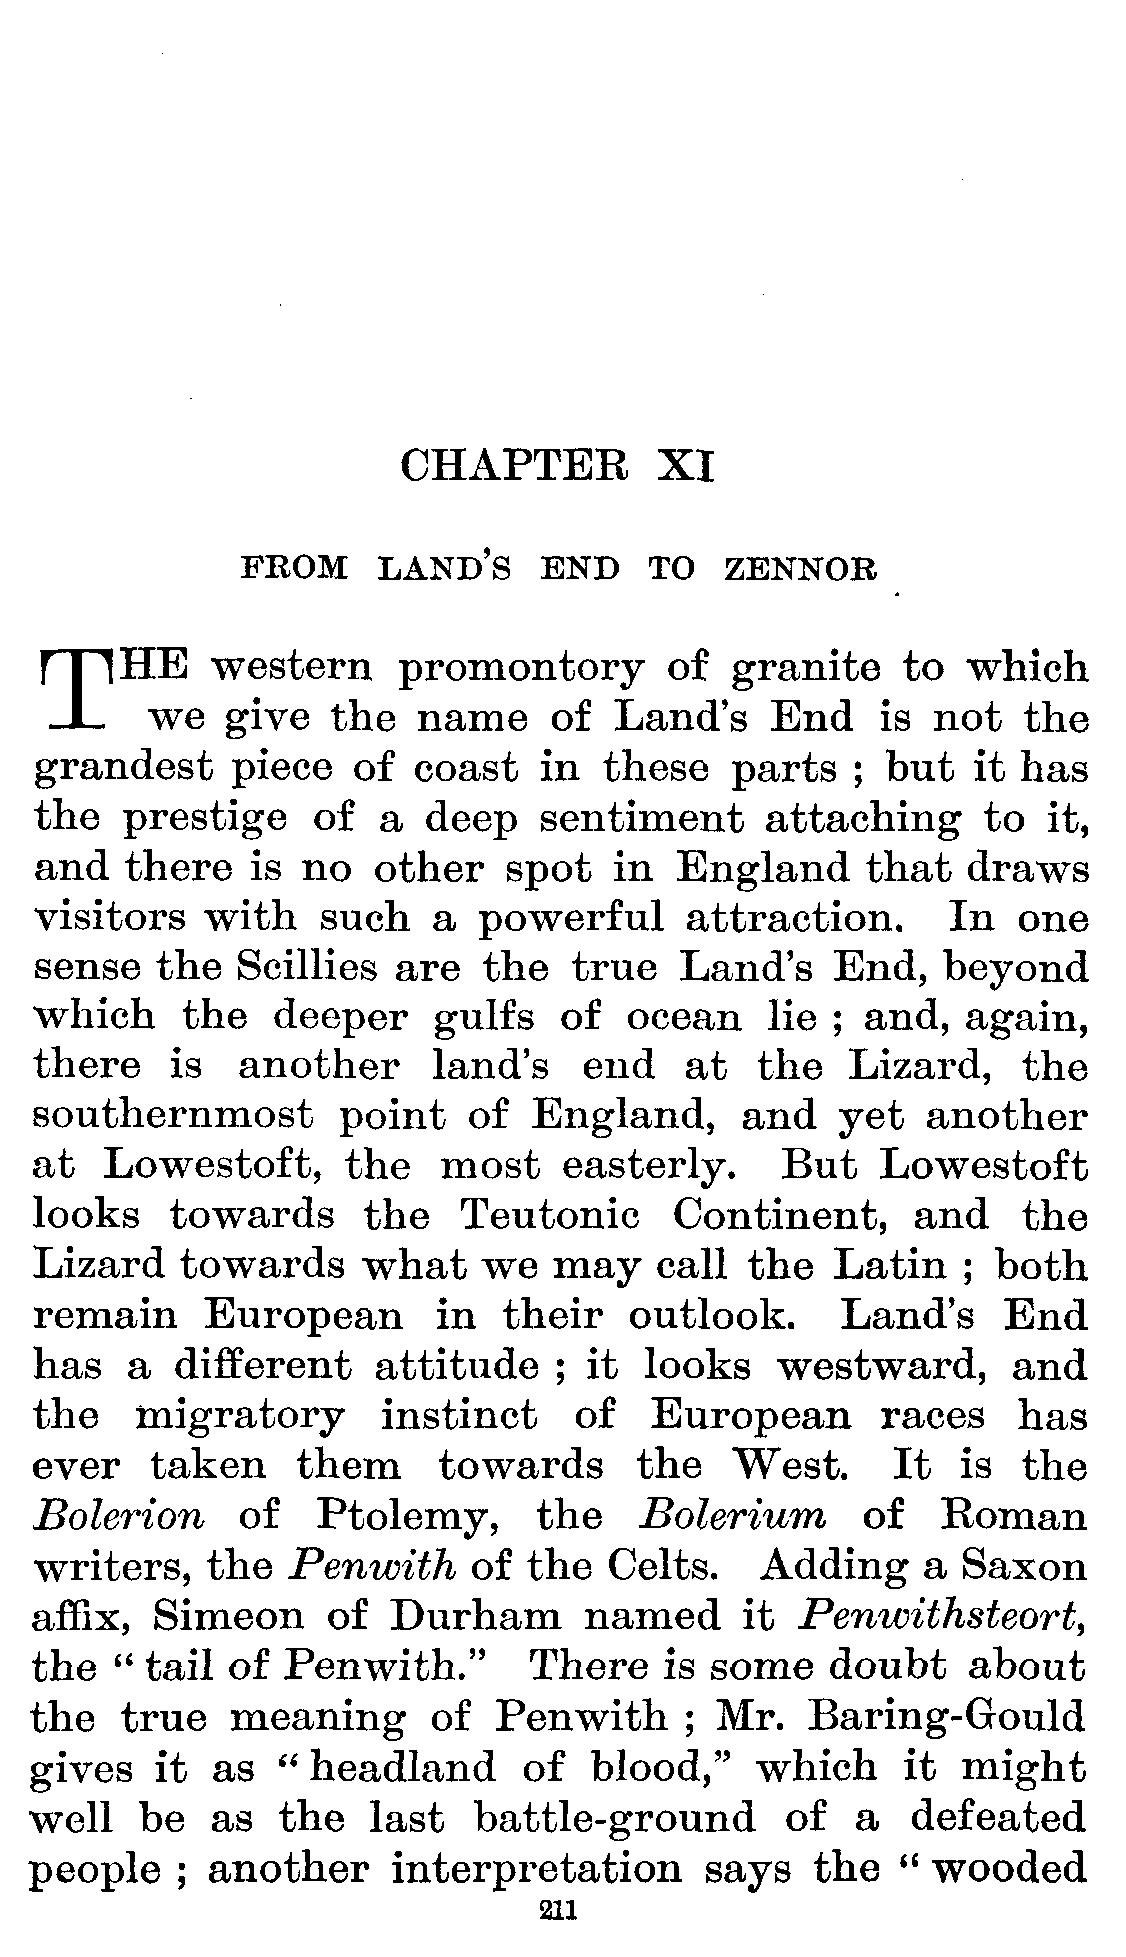 CHAPTER XI
FROM LAND'S END TO ZENNOR
THE western promontory of granite to which
we give the name of Land's End is not the
grandest piece of coast in these parts ; but it has
the prestige of a deep sentiment attaching to it,
and there is no other spot in England that draws
visitors with such a powerful attraction. In one
sense the Scillies are the true Land's End, beyond
which the deeper gulfs of ocean lie ; and, again,
there is another land's end at the Lizard, the
southernmost point of England, and yet another
at Lowestoft, the most easterly. But Lowestoft
looks towards the Teutonic Continent, and the
Lizard towards what we may call the Latin ; both
remain European in their outlook. Land's End
has a different attitude ; it looks westward, and
the migratory instinct of European races has
ever taken them towards the West. It is the
Bolerion of Ptolemy, the Bolerium of Roman
writers, the Penwith of the Celts. Adding a Saxon
affix, Simeon of Durham named it Penwithsteort,
the “ tail of Penwith.” There is some doubt about
the true meaning of Penwith ; Mr. Baring-Gould
gives it as “ headland of blood,” which it might
well be as the last battle-ground of a defeated
people ; another interpretation says the “ wooded
211